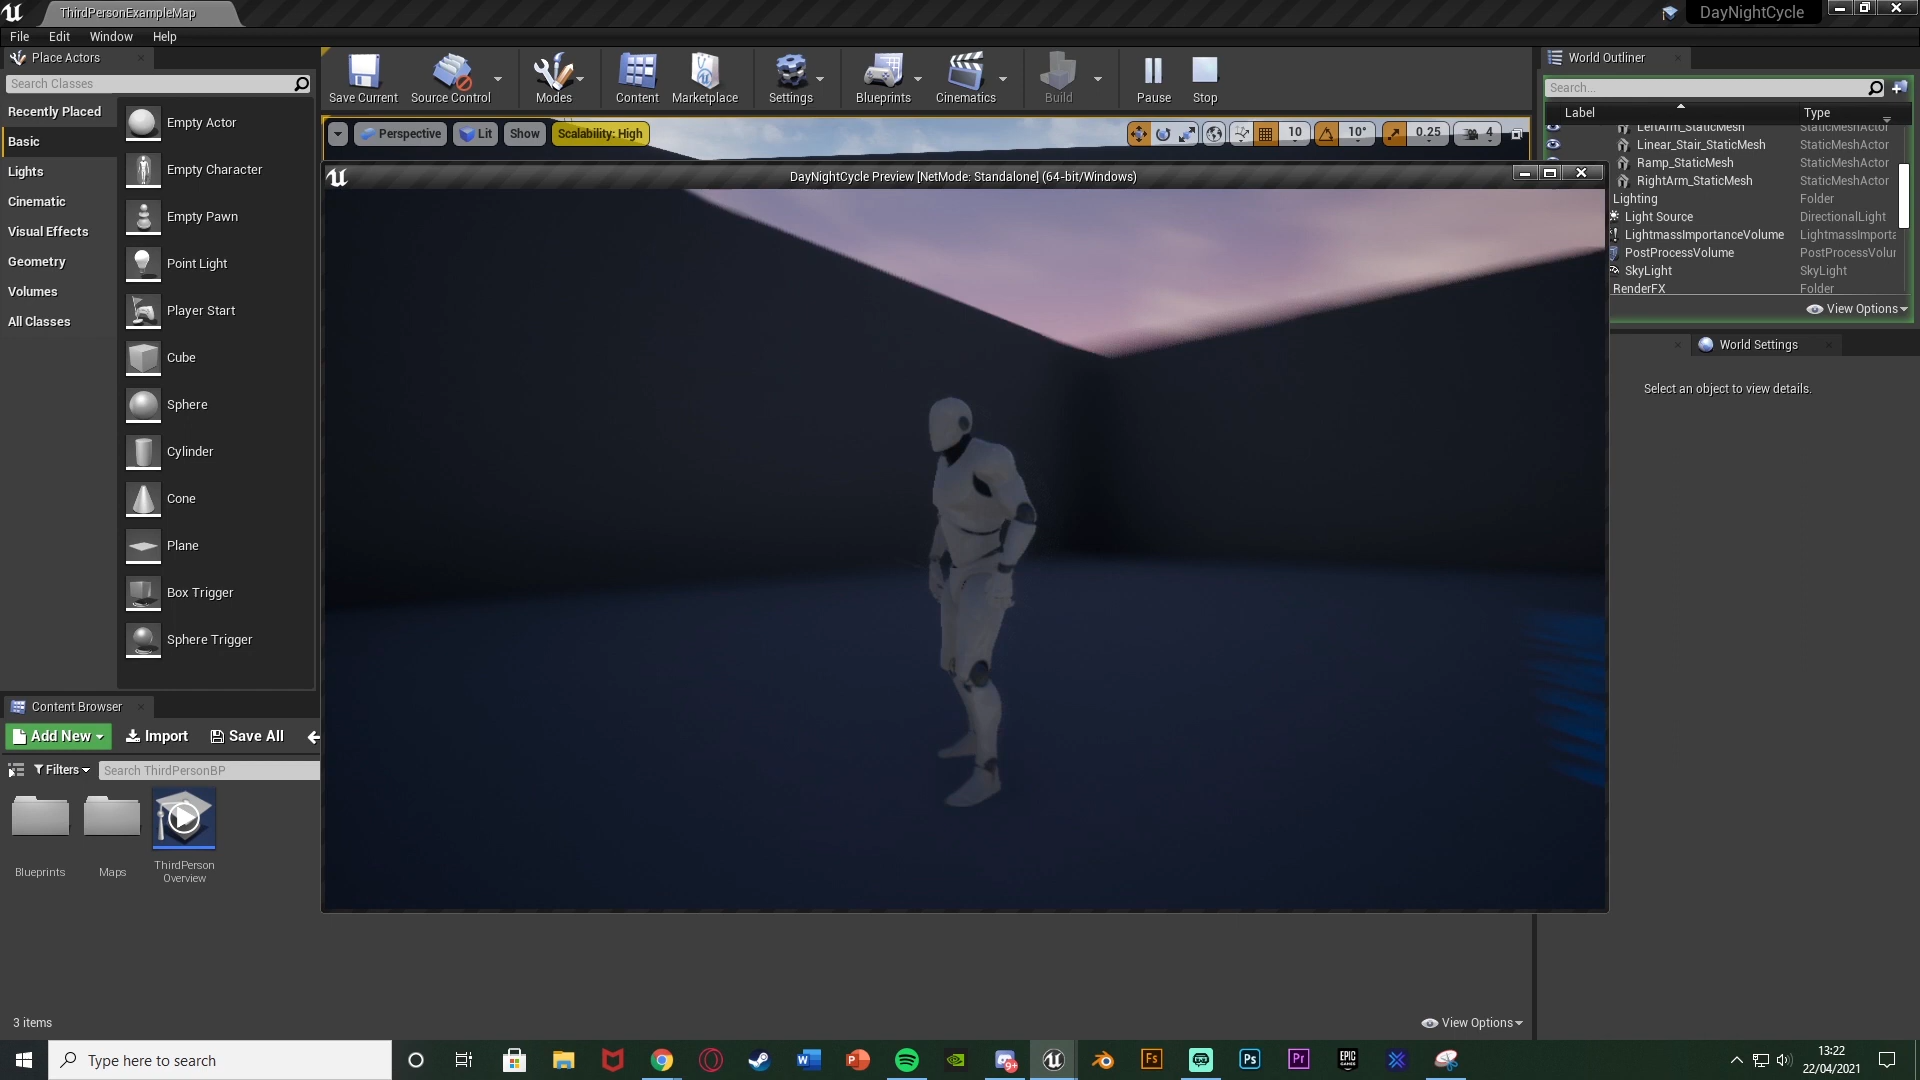 ThirdPersonExampleMap
DayNightCycle
File Edit Window Help
Place Actors
Search Classes
Recently Placed
Basic
Lights
Cinematic
Visual Effects
Geometry
Volumes
All Classes
Empty Actor
Empty Character
Empty Pawn
Point Light
Player Start
Cube
Sphere
Cylinder
Cone
Plane
Box Trigger
Sphere Trigger
Save Current
Source Control
Modes
Content
Marketplace
Settings
Blueprints
Cinematics
Build
Pause
Stop
Perspective
Lit
Show
Scalability: High
10
10°
0.25
4
DayNightCycle Preview [NetMode: Standalone] (64-bit/Windows)
World Outliner
Search...
Label Type
LeftArm_StaticMesh StaticMeshActor
Linear_Stair_StaticMesh StaticMeshActor
Ramp_StaticMesh StaticMeshActor
RightArm_StaticMesh StaticMeshActor
Lighting Folder
Light Source DirectionalLight
LightmassImportanceVolume LightmassImporta
PostProcessVolume PostProcessVolur
SkyLight SkyLight
RenderFX Folder
View Options
World Settings
Select an object to view details.
Content Browser
Add New
Import
Save All
Filters
Search ThirdPersonBP
Blueprints
Maps
ThirdPerson
Overview
3 items
View Options
Type here to search
13:22
22/04/2021